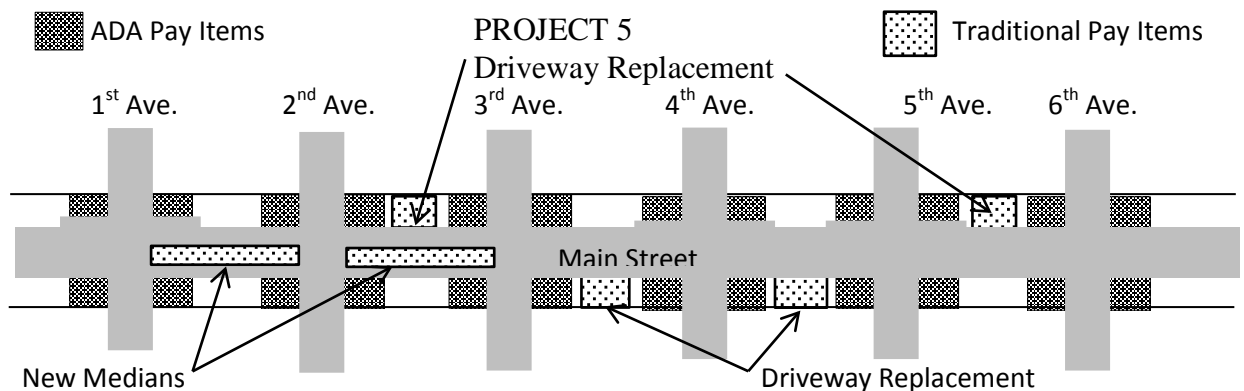 ADA Pay Items
PROJECT 5
Driveway Replacement
Traditional Pay Items
1st Ave.
2nd Ave.
3rd Ave.
4th Ave.
5th Ave.
6th Ave.
Main Street
New Medians
Driveway Replacement